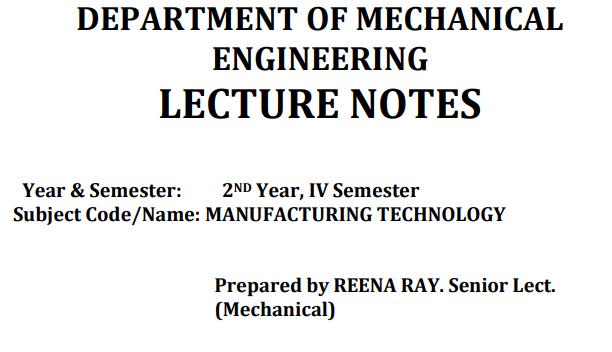 DEPARTMENT OF MECHANICAL
ENGINEERING
LECTURE NOTES
Year & Semester: 2ND Year, IV Semester
Subject Code/Name: MANUFACTURING TECHNOLOGY
Prepared by REENA RAY. Senior Lect.
(Mechanical)